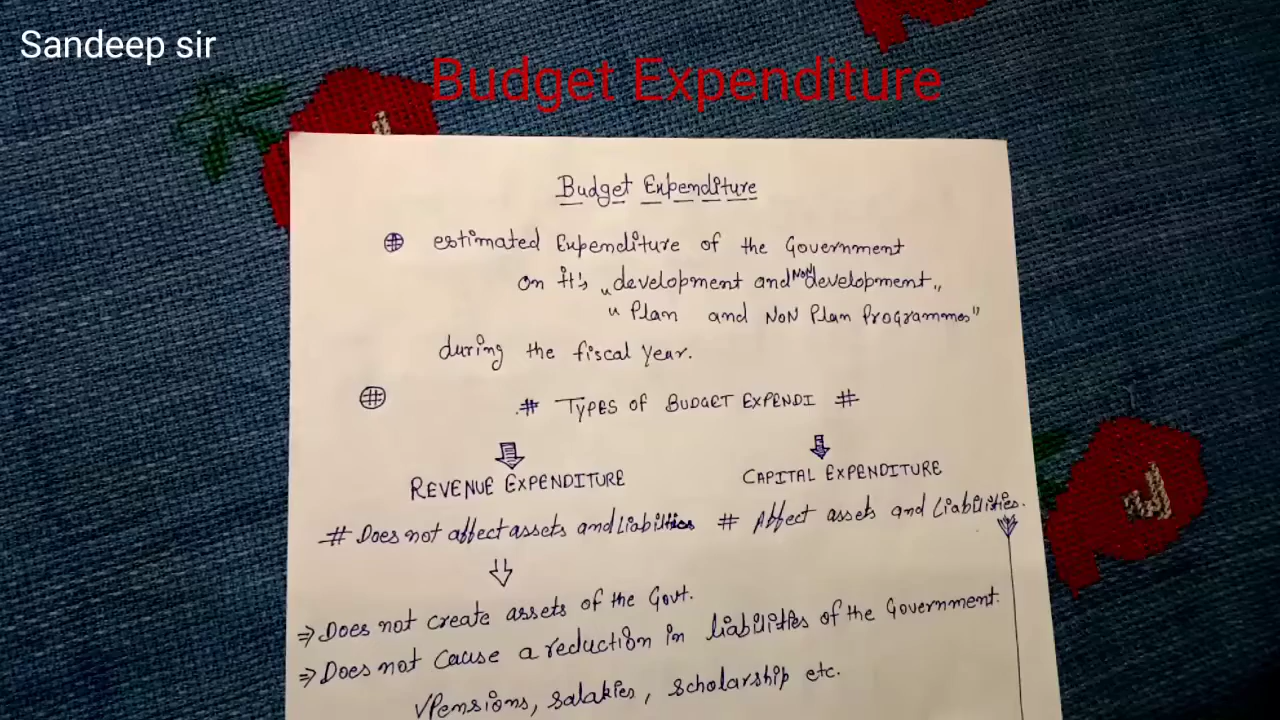 Sandeep sir
Budget Expenditure
Budget Expenditure
estimated Expenditure of the Government
on it's "development and Non development"
" Plan and NoN Plan Programmes"
during the fiscal Year.
# TYPES OF BUDGET EXPENDI #
REVENUE EXPENDITURE CAPITAL EXPENDITURE
# Does not affect assets and Liabilities # Affect assets and Liabilities.
⇒ Does not create assets of the Govt.
⇒ Does not cause a reduction in liabilities of the Government.
✓Pensions, salaries, scholarship etc.